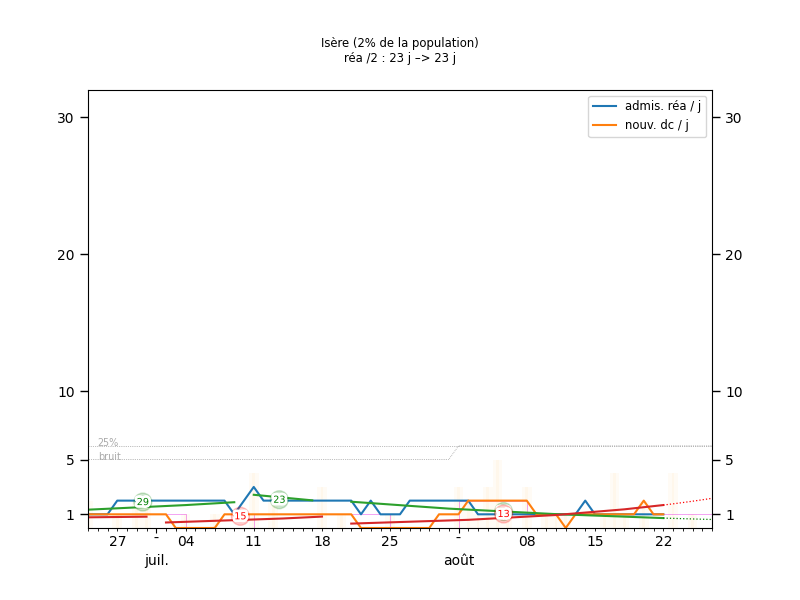 Isère (2% de la population)
réa /2 : 23 j –> 23 j
admis. réa / j
nouv. dc / j
30 30
20 20
10 10
25%
5 bruit 5
29 23
1 15 13 1
27 - 04 11 18 25 - 08 15 22
juil. août